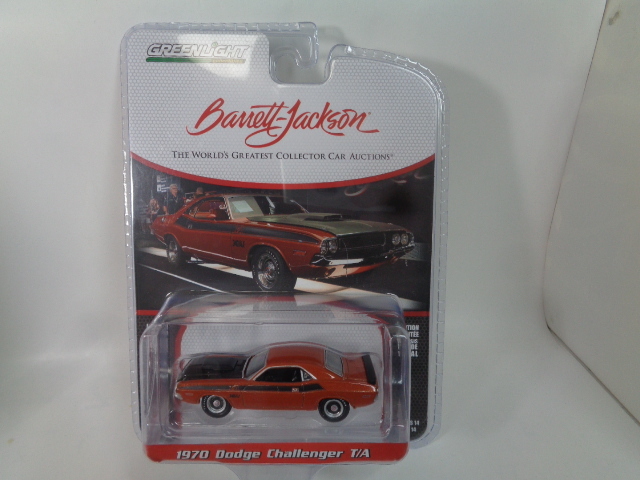 GREENLIGHT
Barrett-Jackson
THE WORLD'S GREATEST COLLECTOR CAR AUCTIONS®
1970 Dodge Challenger T/A